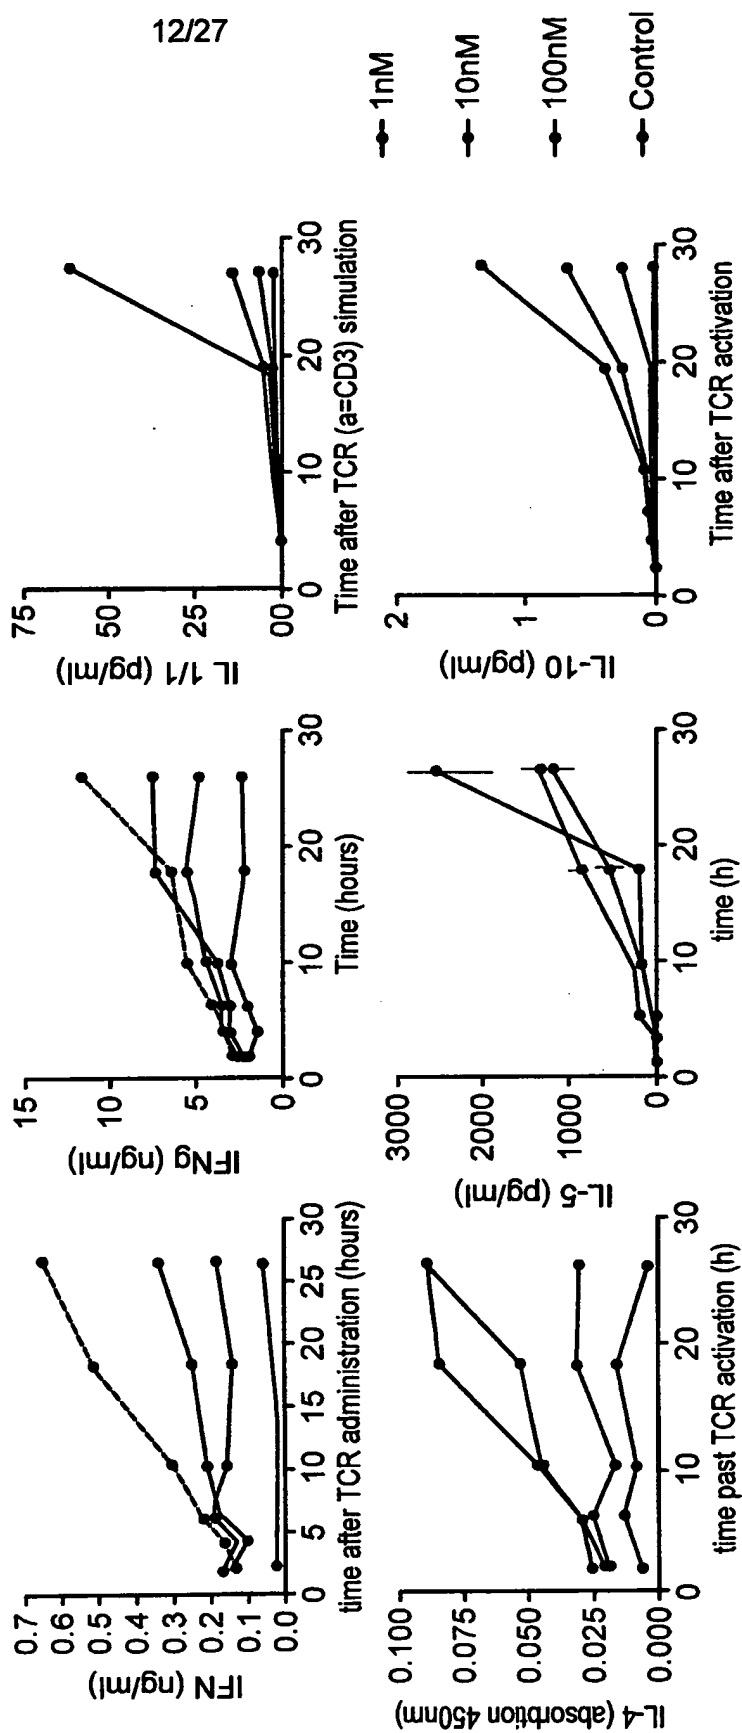 12/27
IFN (ng/ml)
0.7
0.6
0.5
0.4
0.3
0.2
0.1
0.0
0 5 10 15 20 25 30
time after TCR administration (hours)
IFNg (ng/ml)
15
10
5
0
0 10 20 30
Time (hours)
IL 1/1 (pg/ml)
75
50
25
00
0 10 20 30
Time after TCR (a=CD3) simulation
IL-4 (absorbtion 450nm)
0.100
0.075
0.050
0.025
0.000
0 10 20 30
time past TCR activation (h)
IL-5 (pg/ml)
3000
2000
1000
0
0 10 20 30
time (h)
IL-10 (pg/ml)
2
1
0
0 10 20 30
Time after TCR activation
1nM
10nM
100nM
Control